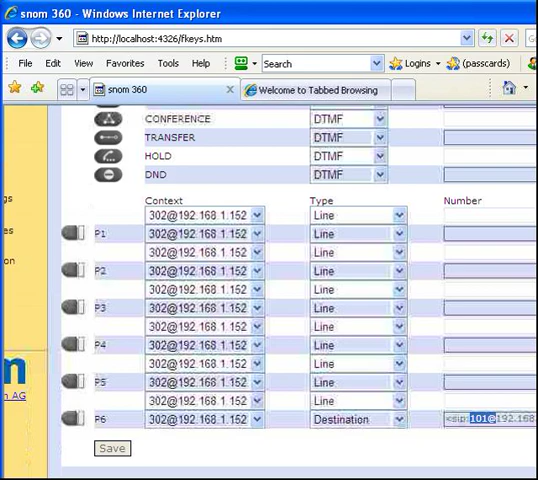 snom 360 - Windows Internet Explorer
http://localhost:4326/fkeys.htm
File Edit View Favorites Tools Help Search Logins (passcards)
snom 360 Welcome to Tabbed Browsing
CONFERENCE DTMF
TRANSFER DTMF
HOLD DTMF
DND DTMF
Context Type Number
302@192.168.1.152 Line
P1 302@192.168.1.152 Line
302@192.168.1.152 Line
P2 302@192.168.1.152 Line
302@192.168.1.152 Line
P3 302@192.168.1.152 Line
302@192.168.1.152 Line
P4 302@192.168.1.152 Line
302@192.168.1.152 Line
P5 302@192.168.1.152 Line
302@192.168.1.152 Line
P6 302@192.168.1.152 Destination <sip:101@192.168
Save
gs
es
on
m
n AG